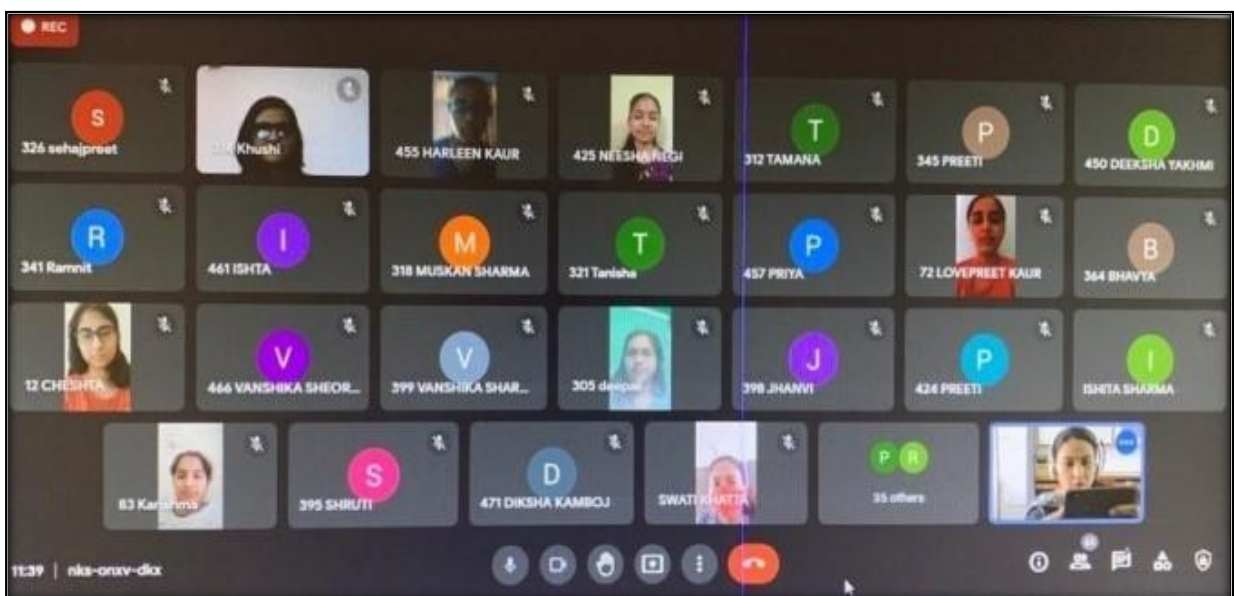 REC
S
326 sehajpreet
Khushi
455 HARLEEN KAUR
425 NEESHA NEGI
T
312 TAMANA
P
345 PREETI
D
450 DEEKSHA YAKHMI
R
341 Ramnit
I
461 ISHTA
M
318 MUSKAN SHARMA
T
321 Tanisha
P
457 PRIYA
72 LOVEPREET KAUR
B
364 BHAVYA
12 CHESHTA
V
466 VANSHIKA SHEOR...
V
399 VANSHIKA SHAR...
305
J
398 JHANVI
P
424 PREETI
I
ISHITA SHARMA
83 Karishma
S
395 SHRUTI
D
471 DIKSHA KAMBOJ
SWATI KHATTA
P R
35 others
11:39 | nks-onxv-dkx